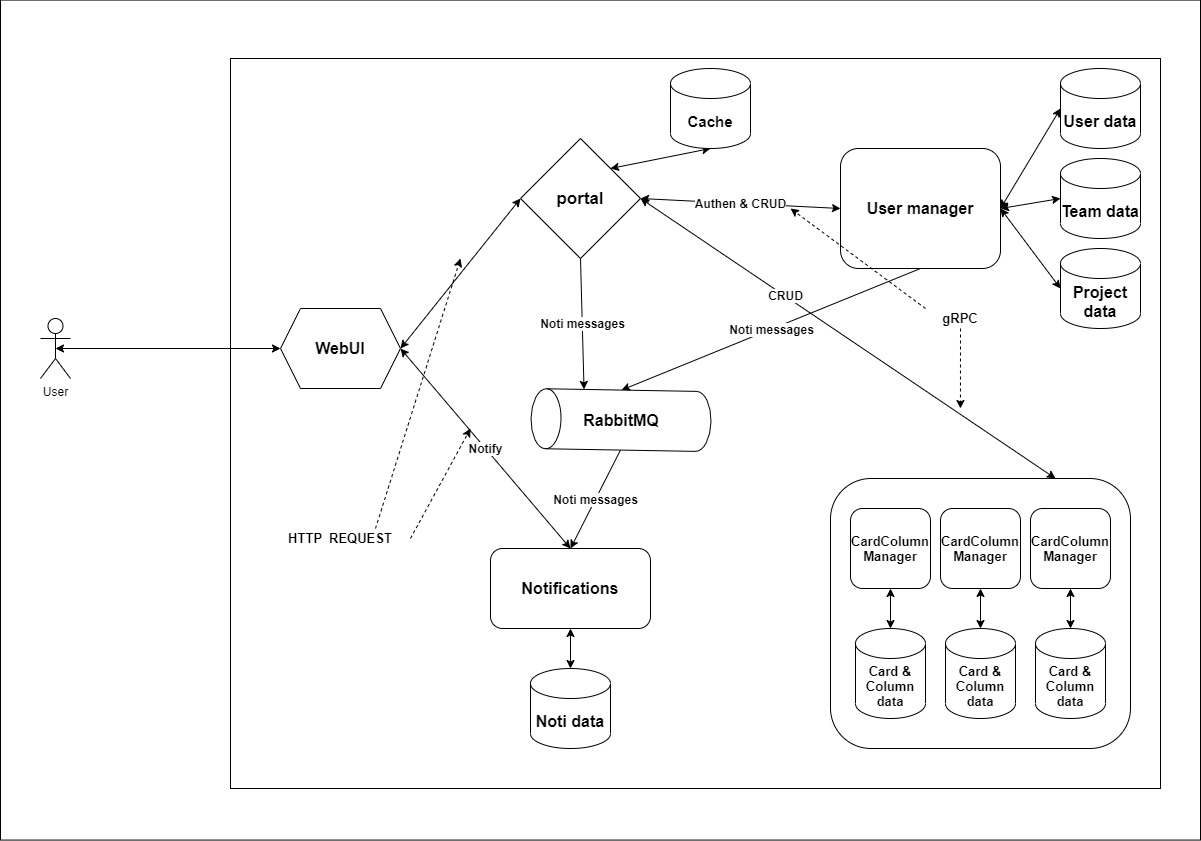 Cache
User data
portal
Authen & CRUD
User manager
Team data
Project
data
CRUD
gRPC
Noti messages
Noti messages
WebUI
User
RabbitMQ
Notify
Noti messages
HTTP  REQUEST
Notifications
Noti data
CardColumn
Manager
CardColumn
Manager
CardColumn
Manager
Card &
Column
data
Card &
Column
data
Card &
Column
data